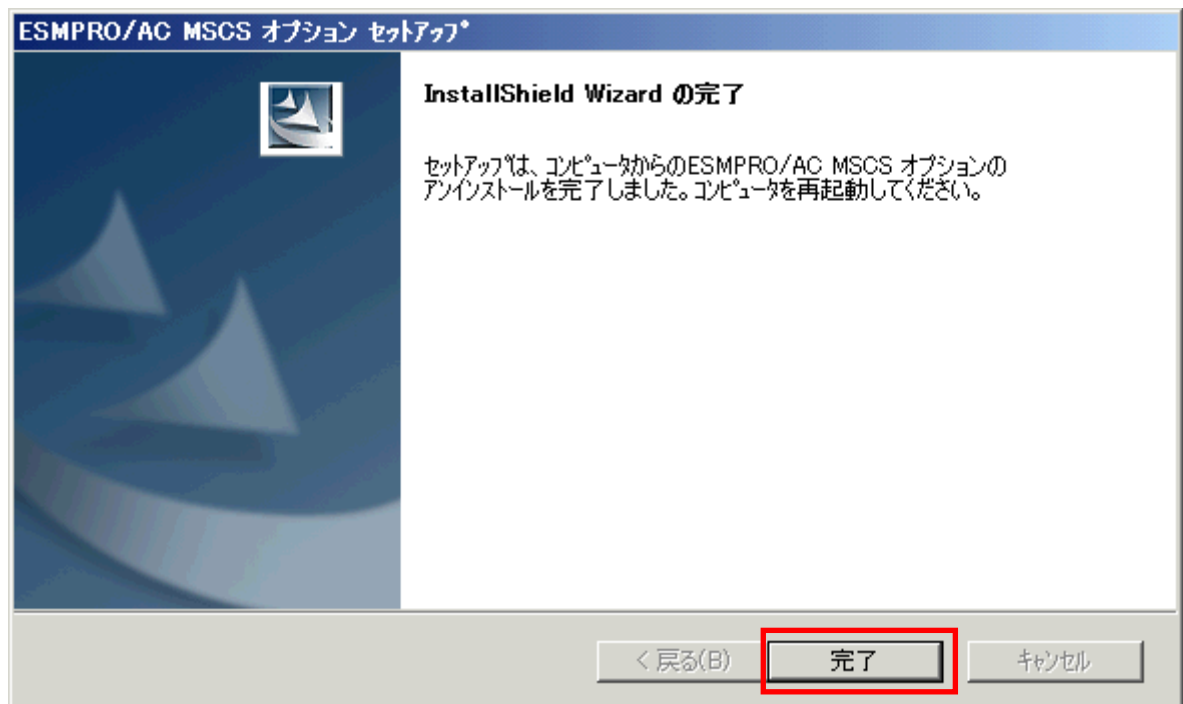 ESMPRO/AC MSCS オプション セットアップ
InstallShield Wizard の完了
セットアップは、コンピュータからのESMPRO/AC MSCS オプションの
アンインストールを完了しました。コンピュータを再起動してください。
< 戻る(B)
完了
キャンセル